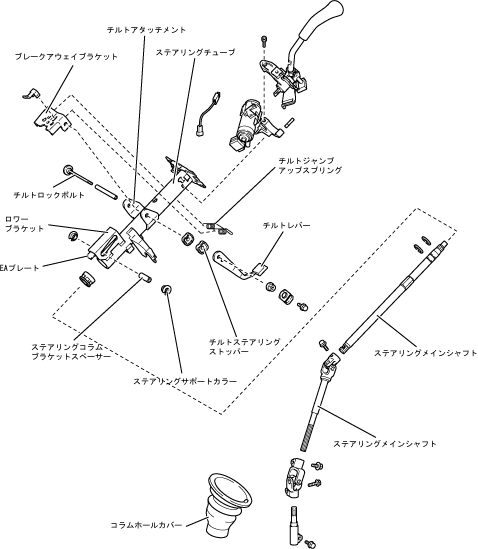 チルトアタッチメント
ブレークアウェイブラケット
ステアリングチューブ
チルトジャンプ
アップスプリング
チルトロックボルト
ロワー
ブラケット
チルトレバー
EAプレート
ステアリングコラム
ブラケットスペーサー
チルトステアリング
ストッパー
ステアリングメインシャフト
ステアリングサポートカラー
ステアリングメインシャフト
コラムホールカバー